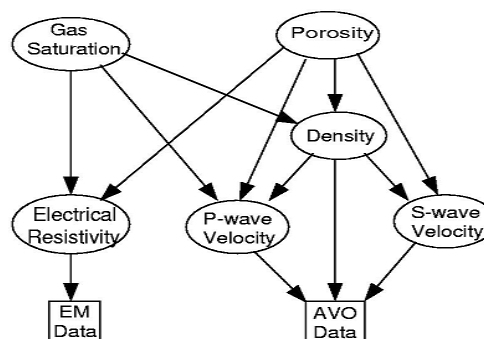 Gas
Saturation
Porosity
Density
Electrical
Resistivity
P-wave
Velocity
S-wave
Velocity
EM
Data
AVO
Data